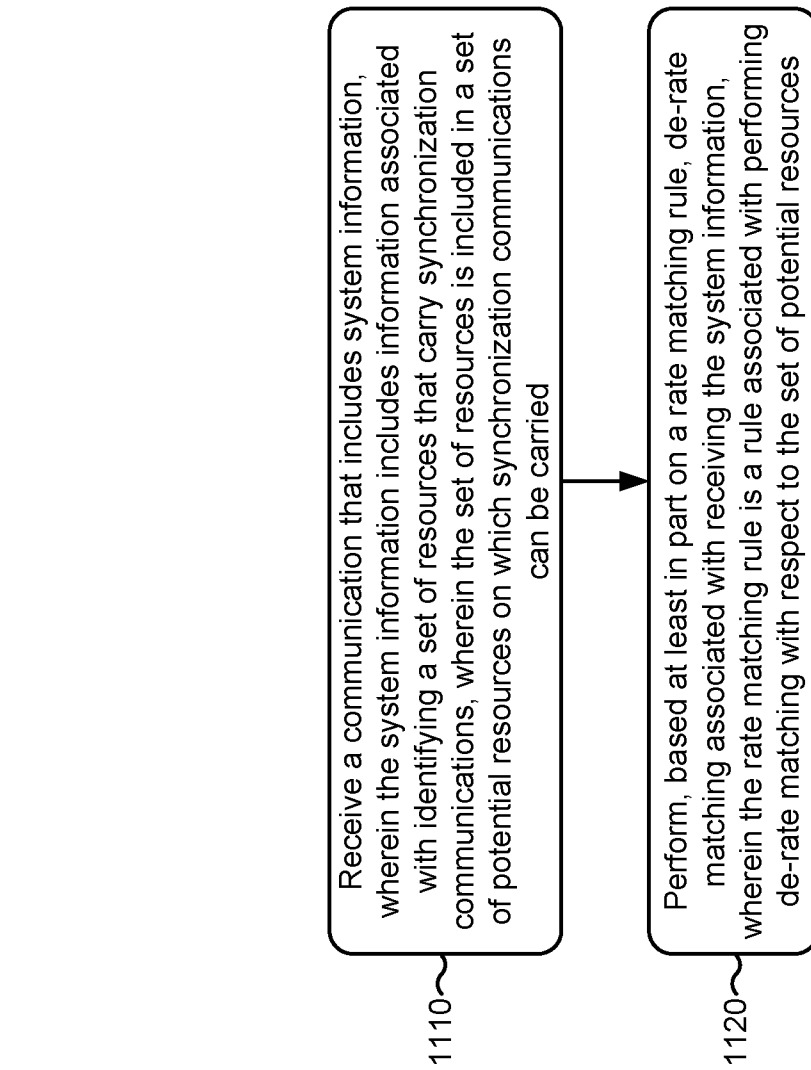 1110
Receive a communication that includes system information,
wherein the system information includes information associated
with identifying a set of resources that carry synchronization
communications, wherein the set of resources is included in a set
of potential resources on which synchronization communications
can be carried
1120
Perform, based at least in part on a rate matching rule, de-rate
matching associated with receiving the system information,
wherein the rate matching rule is a rule associated with performing
de-rate matching with respect to the set of potential resources